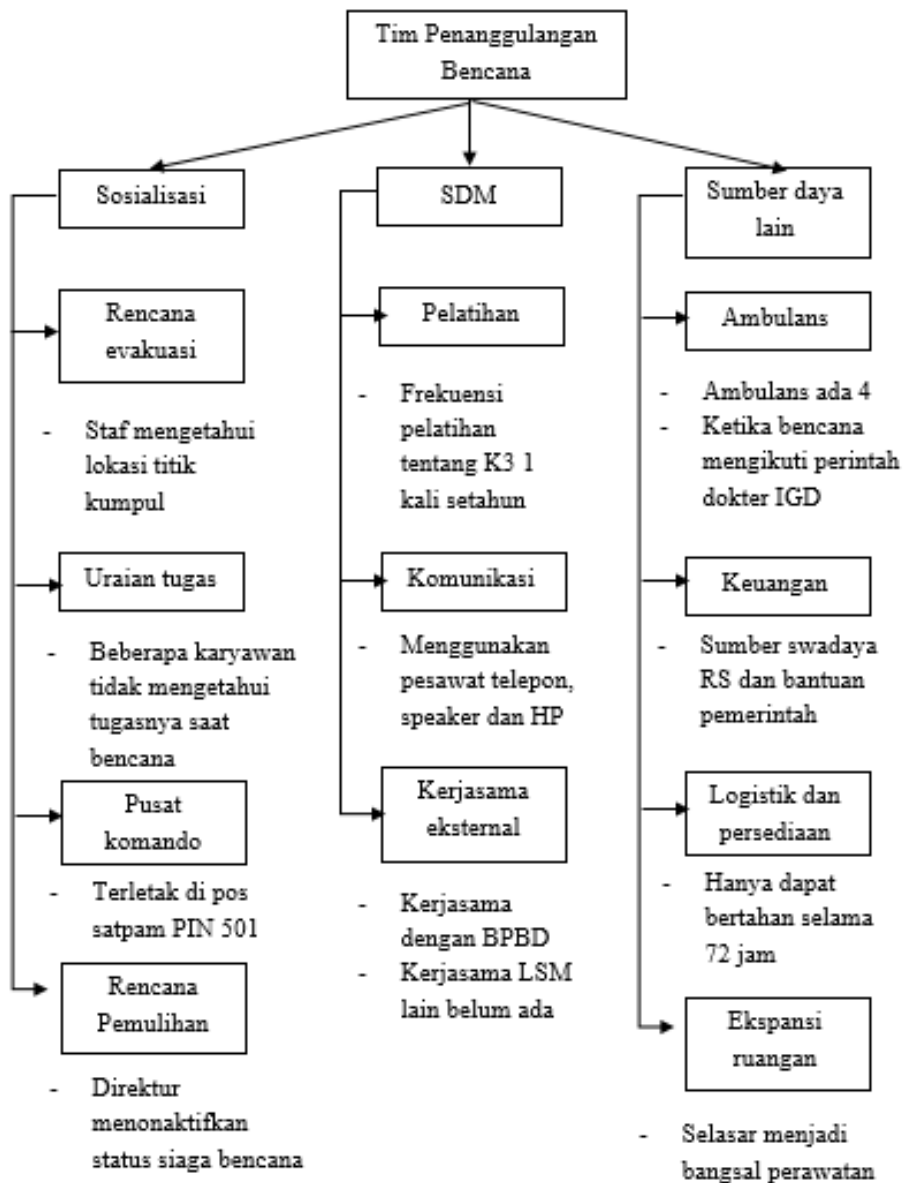 Tim Penanggulangan
Bencana
Sosialisasi
Rencana
evakuasi
- Staf mengetahui
lokasi titik
kumpul
Uraian tugas
- Beberapa karyawan
tidak mengetahui
tugasnya saat
bencana
Pusat
komando
- Terletak di pos
satpam PIN 501
Rencana
Pemulihan
- Direktur
menonaktifkan
status siaga bencana
SDM
Pelatihan
- Frekuensi
pelatihan
tentang K3 1
kali setahun
Komunikasi
- Menggunakan
pesawat telepon,
speaker dan HP
Kerjasama
eksternal
- Kerjasama
dengan BPBD
- Kerjasama LSM
lain belum ada
Sumber daya
lain
Ambulans
- Ambulans ada 4
- Ketika bencana
mengikuti perintah
dokter IGD
Keuangan
- Sumber swadaya
RS dan bantuan
pemerintah
Logistik dan
persediaan
- Hanya dapat
bertahan selama
72 jam
Ekspansi
ruangan
- Selasar menjadi
bangsal perawatan